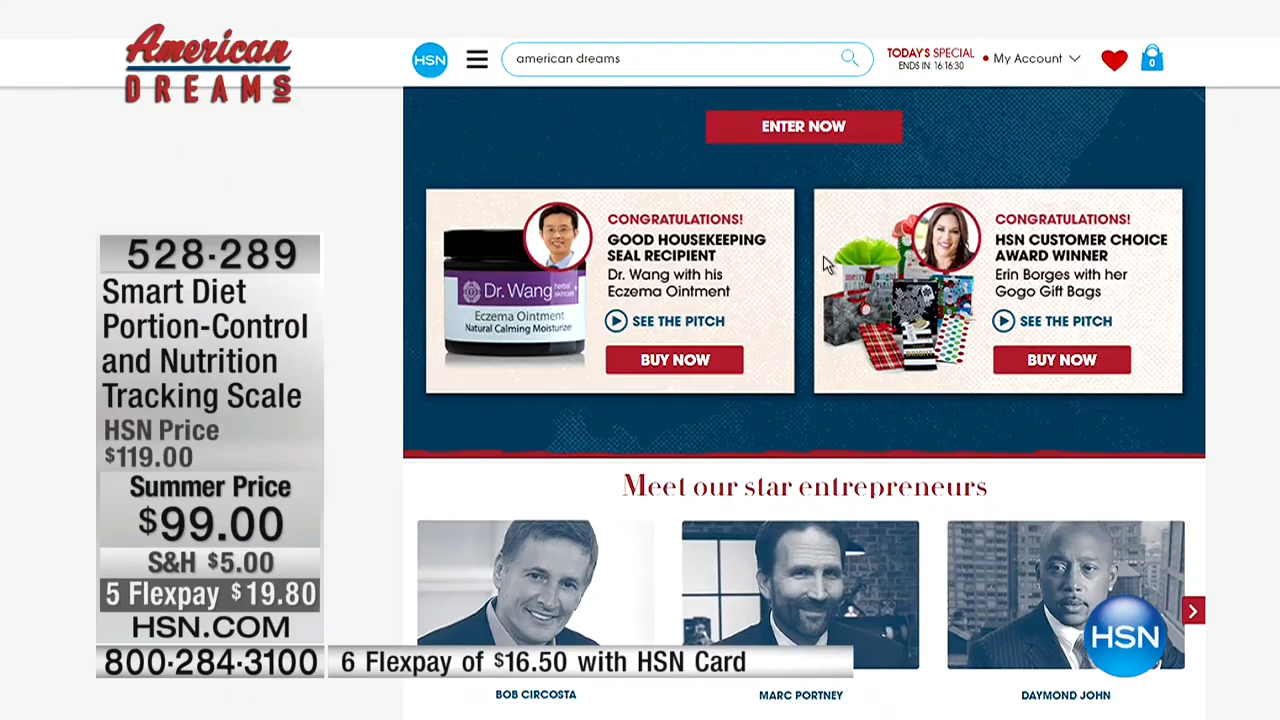 American
DREAMS
HSN
american dreams
TODAY'S SPECIAL
ENDS IN: 16:16:30
My Account
0
ENTER NOW
CONGRATULATIONS!
GOOD HOUSEKEEPING
SEAL RECIPIENT
Dr. Wang with his
Eczema Ointment
SEE THE PITCH
BUY NOW
Dr. Wang herbal skincare
Eczema Ointment
Natural Calming Moisturizer
CONGRATULATIONS!
HSN CUSTOMER CHOICE
AWARD WINNER
Erin Borges with her
Gogo Gift Bags
SEE THE PITCH
BUY NOW
528-289
Smart Diet
Portion-Control
and Nutrition
Tracking Scale
HSN Price
$119.00
Summer Price
$99.00
S&H $5.00
5 Flexpay $19.80
HSN.COM
800-284-3100
6 Flexpay of $16.50 with HSN Card
Meet our star entrepreneurs
BOB CIRCOSTA
MARC PORTNEY
DAYMOND JOHN
HSN